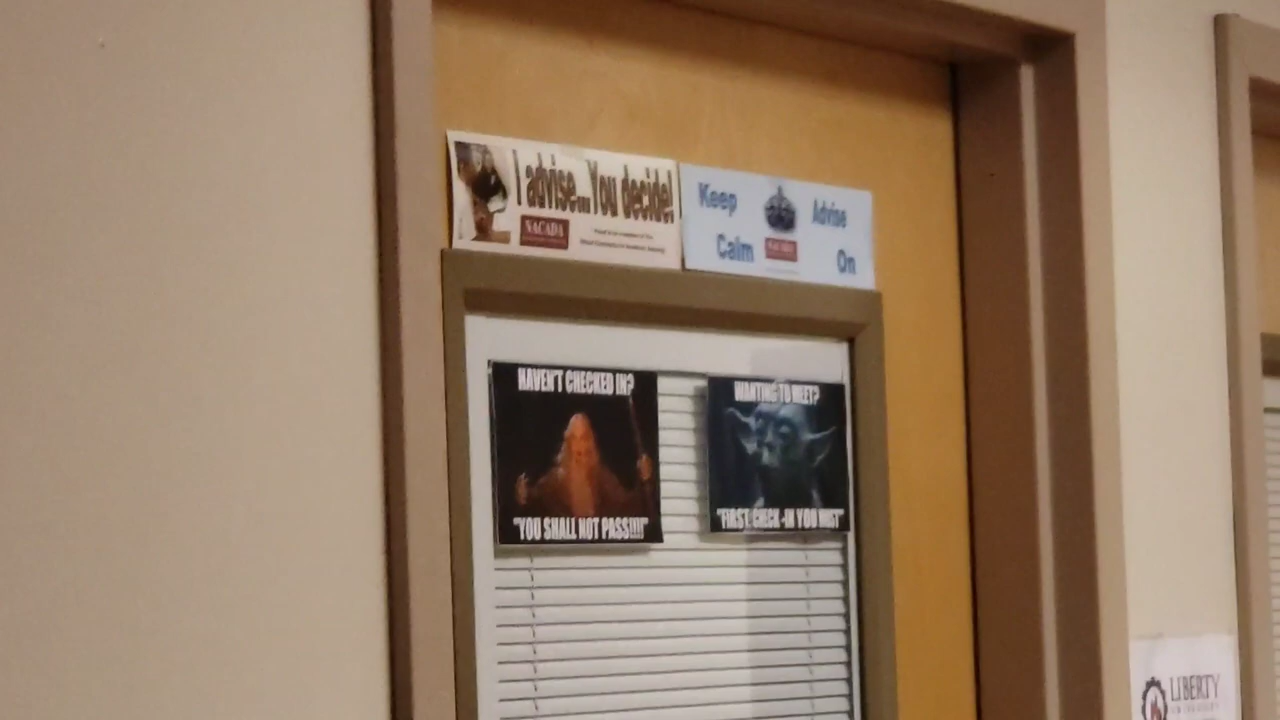 I advise...You decide!
NACADA
Keep
Calm
NACADA
Advise
On
HAVEN'T CHECKED IN?
"YOU SHALL NOT PASS!!!!"
WANTING TO MEET?
"FIRST CHECK -IN YOU MUST"
LIBERTY